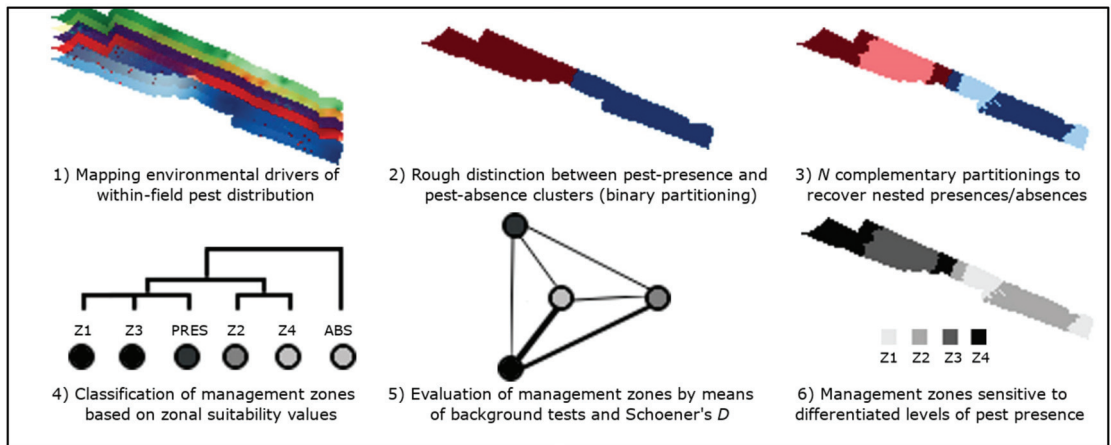 1) Mapping environmental drivers of
within-field pest distribution
2) Rough distinction between pest-presence and
pest-absence clusters (binary partitioning)
3) N complementary partitionings to
recover nested presences/absences
Z1 Z3 PRES Z2 Z4 ABS
4) Classification of management zones
based on zonal suitability values
5) Evaluation of management zones by means
of background tests and Schoener's D
Z1 Z2 Z3 Z4
6) Management zones sensitive to
differentiated levels of pest presence